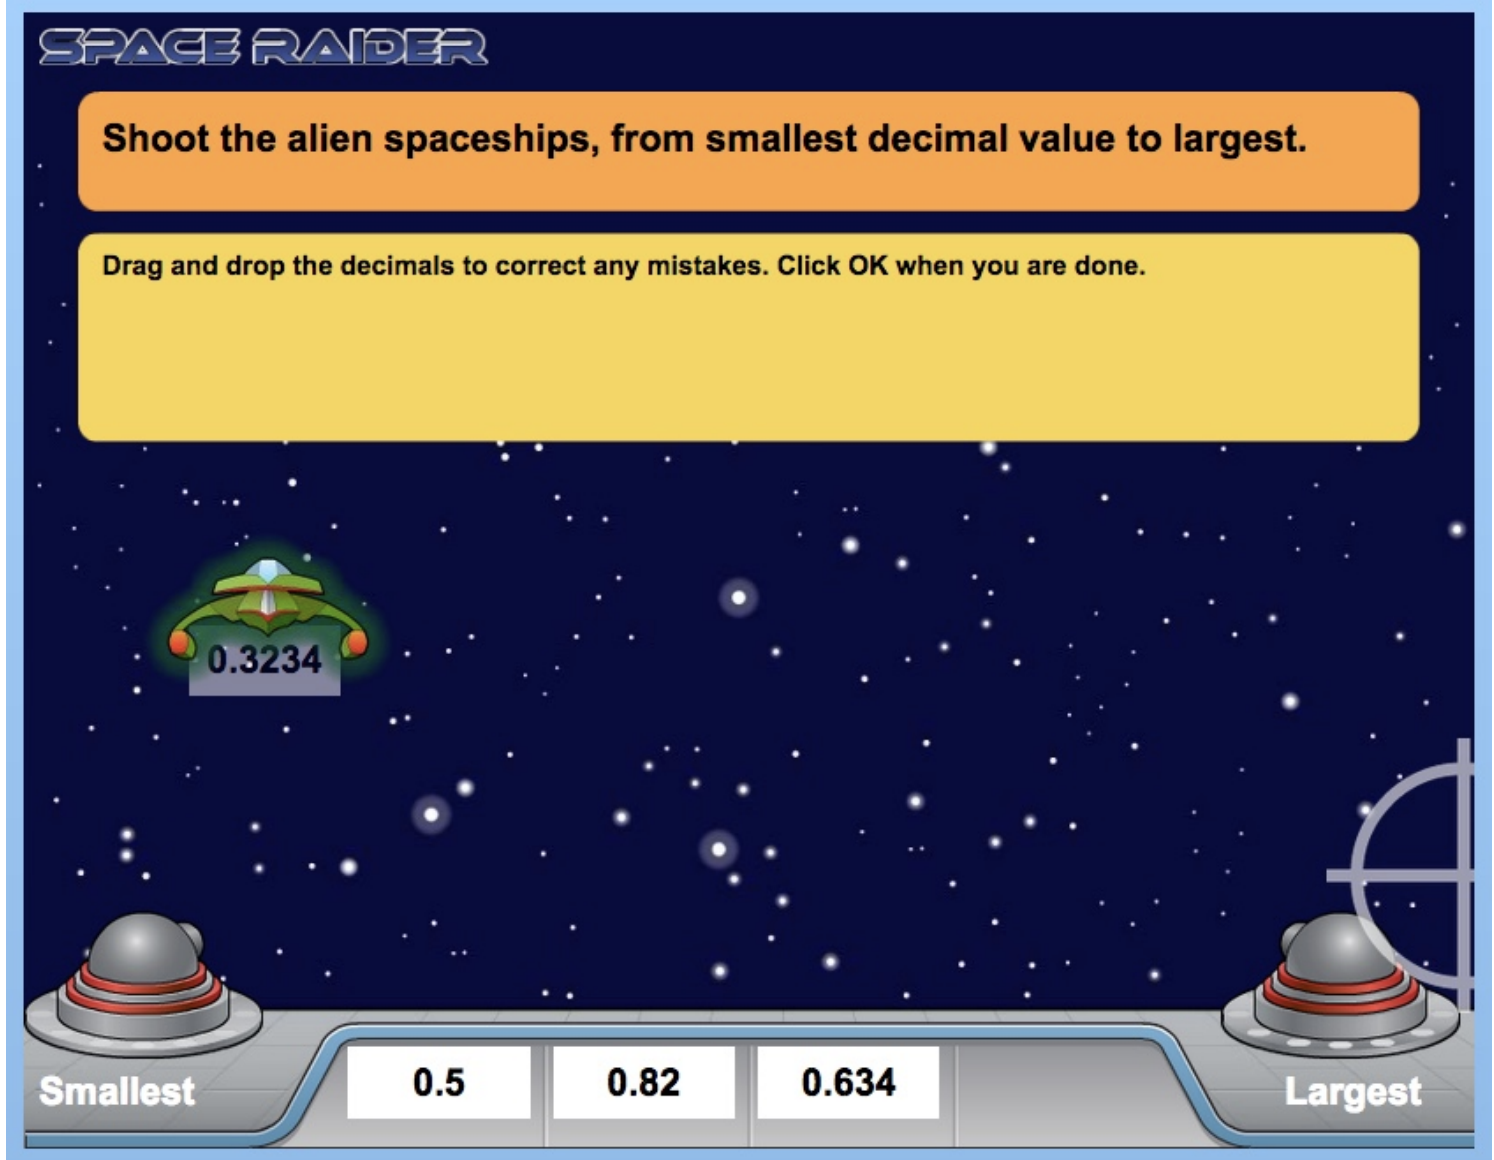 SPACE RAIDER
Shoot the alien spaceships, from smallest decimal value to largest.
Drag and drop the decimals to correct any mistakes. Click OK when you are done.
0.3234
Smallest
0.5
0.82
0.634
Largest